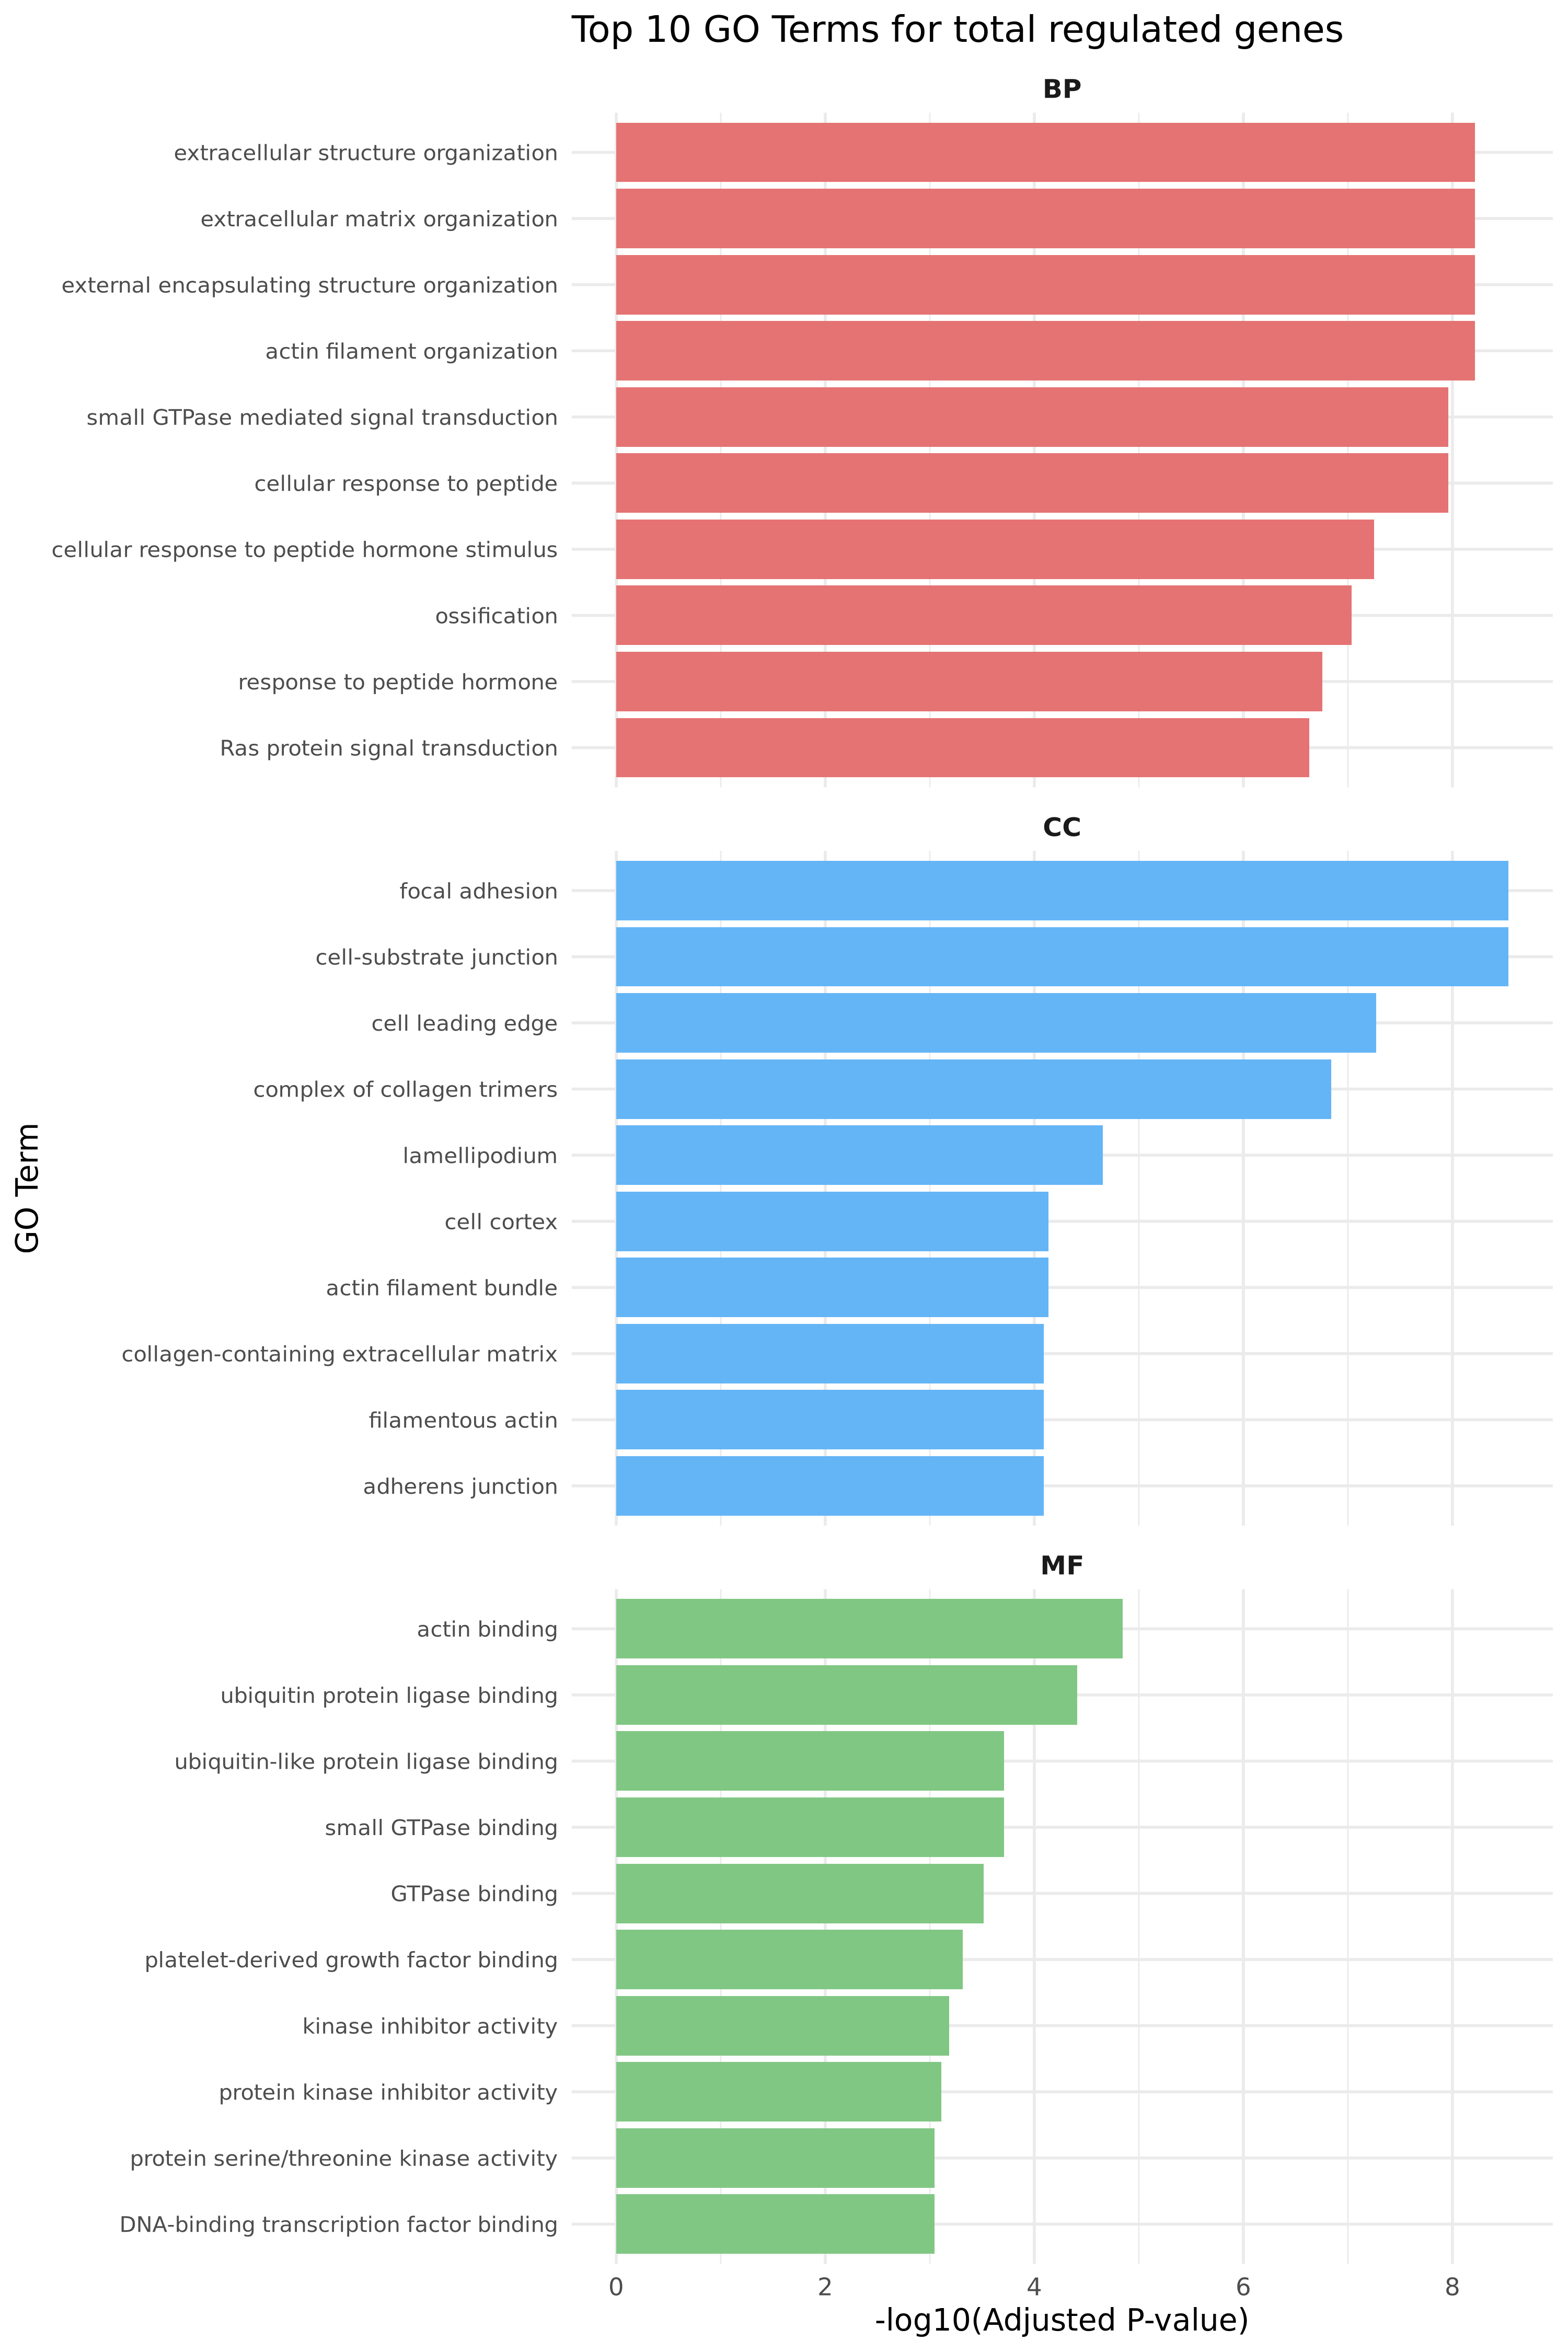 Top 10 GO Terms for total regulated genes
BP
extracellular structure organization
extracellular matrix organization
external encapsulating structure organization
actin filament organization
small GTPase mediated signal transduction
cellular response to peptide
cellular response to peptide hormone stimulus
ossification
response to peptide hormone
Ras protein signal transduction
CC
focal adhesion
cell-substrate junction
cell leading edge
complex of collagen trimers
lamellipodium
cell cortex
actin filament bundle
collagen-containing extracellular matrix
filamentous actin
adherens junction
GO Term
MF
actin binding
ubiquitin protein ligase binding
ubiquitin-like protein ligase binding
small GTPase binding
GTPase binding
platelet-derived growth factor binding
kinase inhibitor activity
protein kinase inhibitor activity
protein serine/threonine kinase activity
DNA-binding transcription factor binding
0 2 4 6 8
-log10(Adjusted P-value)